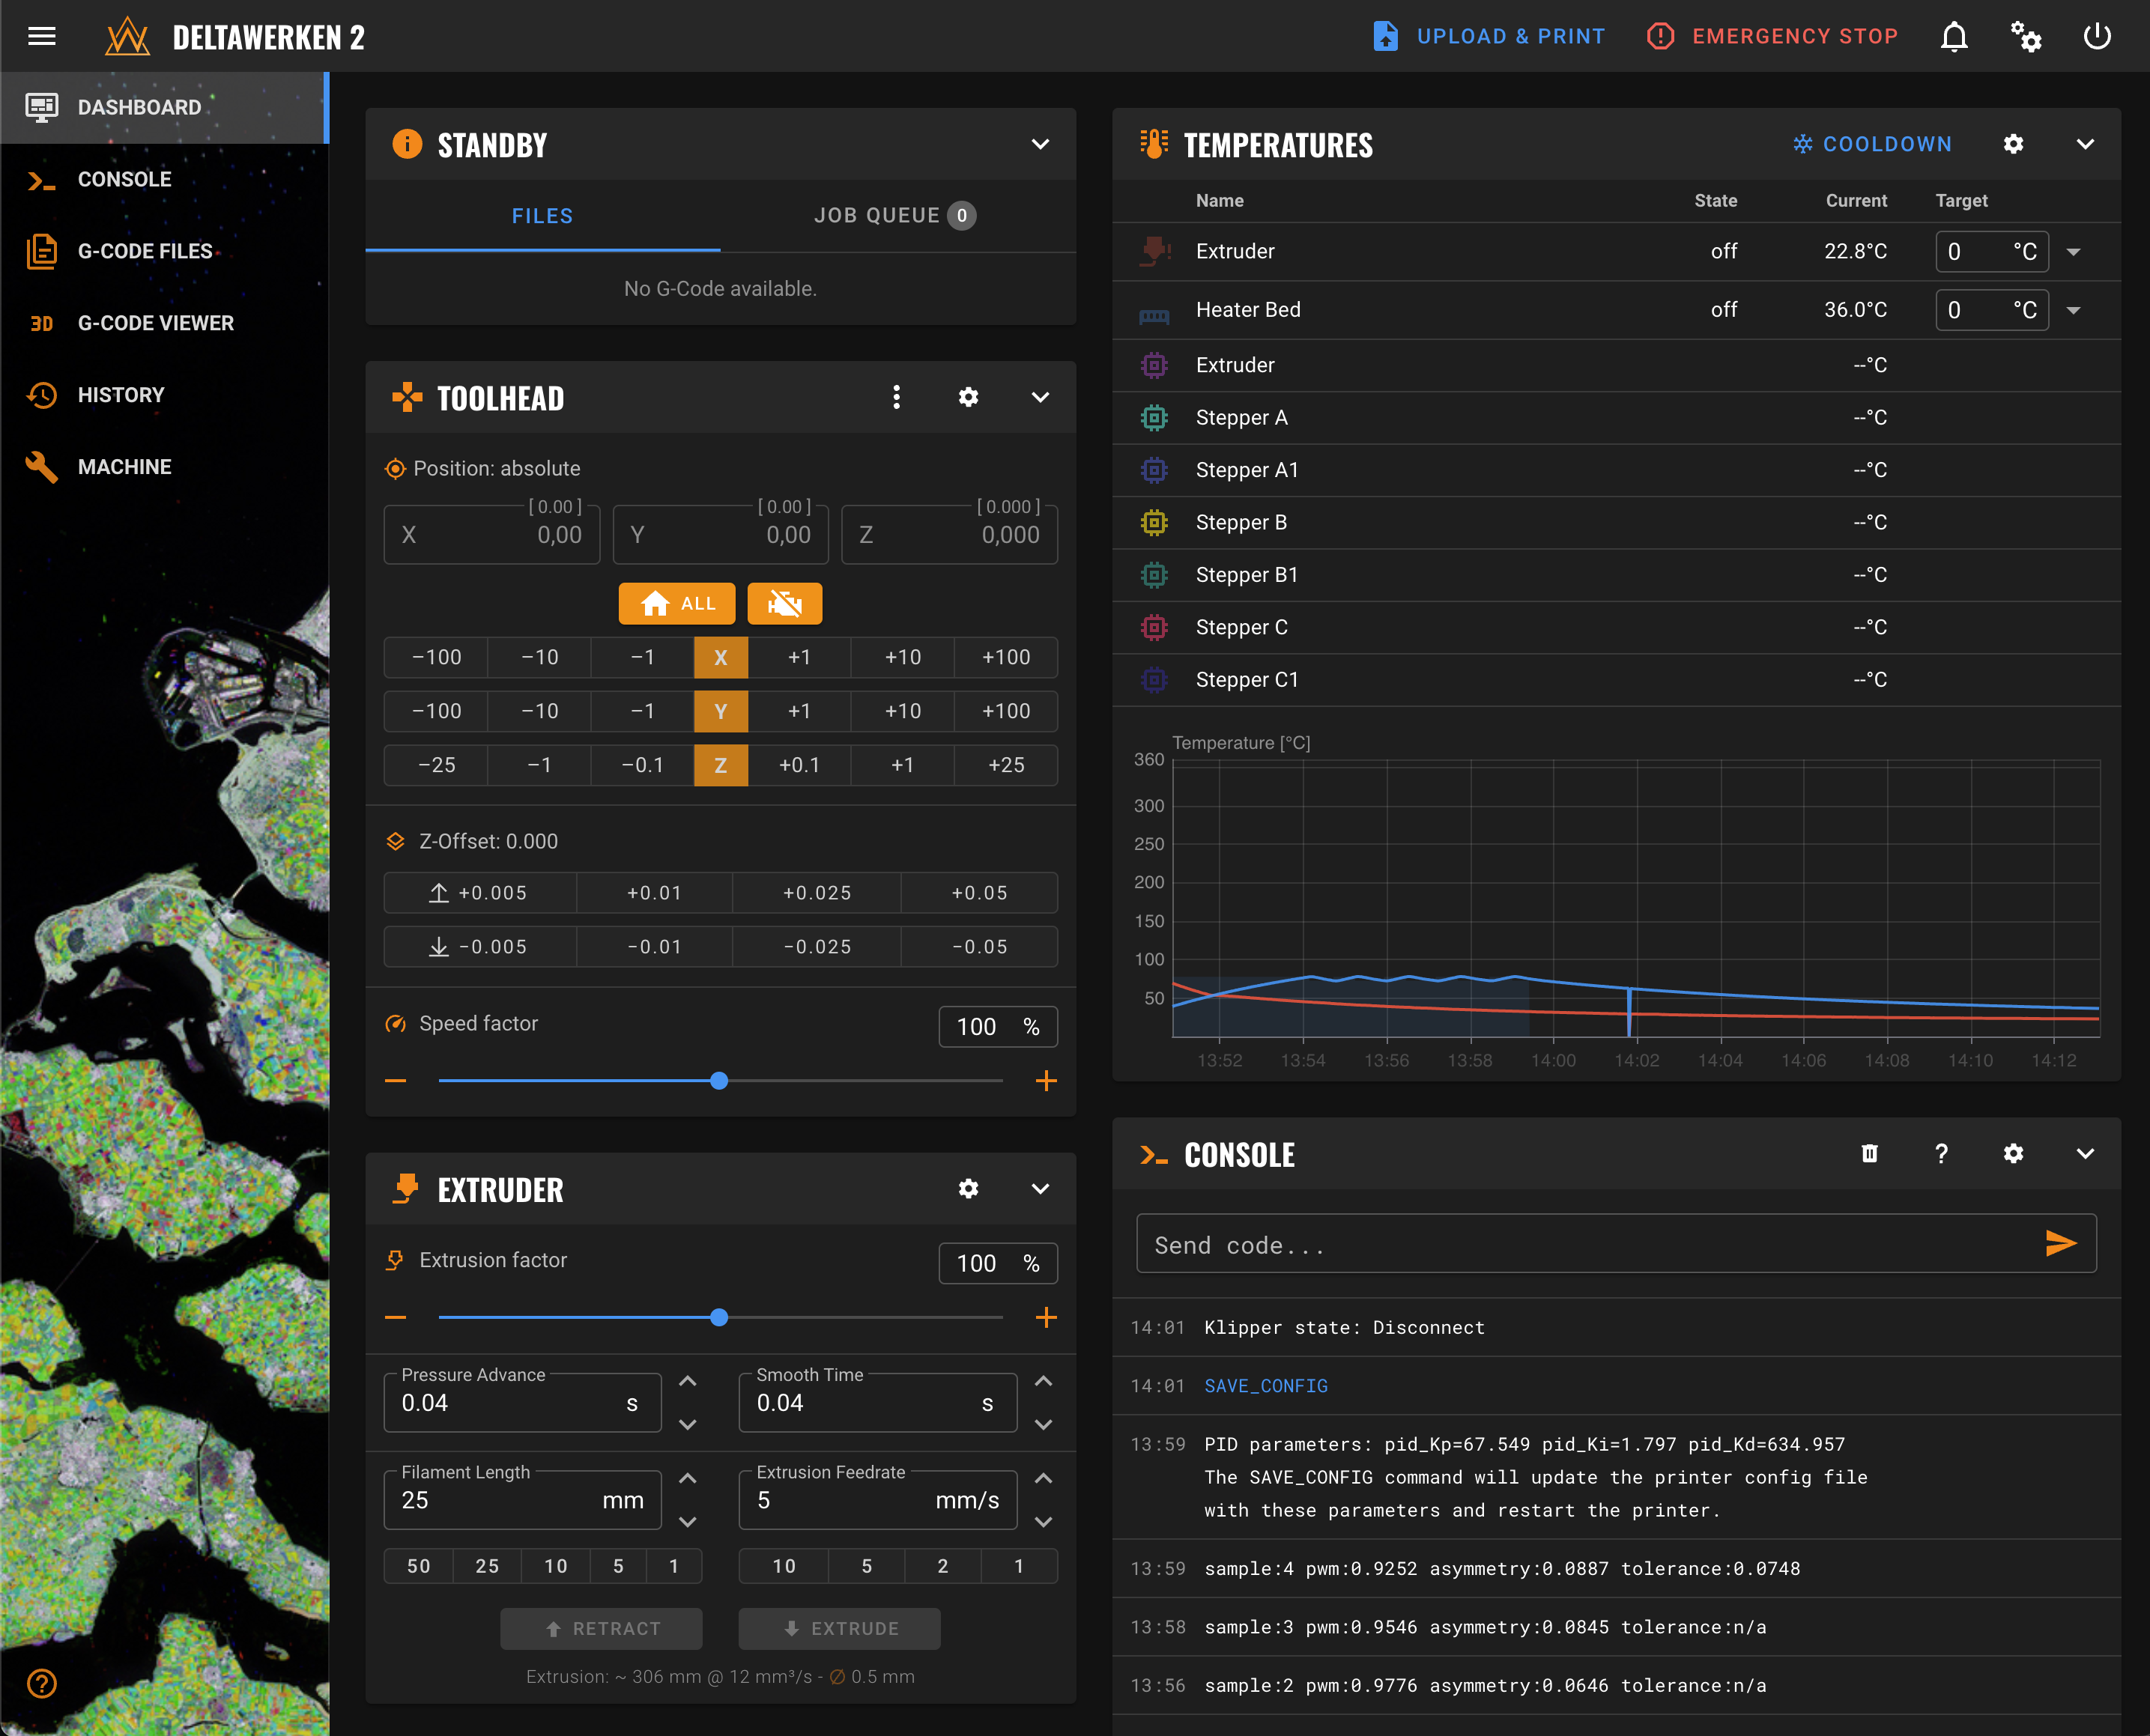 DELTAWERKEN 2
UPLOAD & PRINT
EMERGENCY STOP
DASHBOARD
CONSOLE
G-CODE FILES
3D G-CODE VIEWER
HISTORY
MACHINE
STANDBY
FILES
JOB QUEUE 0
No G-Code available.
TOOLHEAD
Position: absolute
[ 0.00 ] [ 0.00 ] [ 0.000 ]
X 0,00 Y 0,00 Z 0,000
ALL
−100 −10 −1 X +1 +10 +100
−100 −10 −1 Y +1 +10 +100
−25 −1 −0.1 Z +0.1 +1 +25
Z-Offset: 0.000
+0.005 +0.01 +0.025 +0.05
−0.005 −0.01 −0.025 −0.05
Speed factor 100 %
EXTRUDER
Extrusion factor 100 %
Pressure Advance Smooth Time
0.04 s 0.04 s
Filament Length Extrusion Feedrate
25 mm 5 mm/s
50 25 10 5 1 10 5 2 1
RETRACT EXTRUDE
Extrusion: ~ 306 mm @ 12 mm³/s - ∅ 0.5 mm
TEMPERATURES
COOLDOWN
Name State Current Target
Extruder off 22.8°C 0 °C
Heater Bed off 36.0°C 0 °C
Extruder --°C
Stepper A --°C
Stepper A1 --°C
Stepper B --°C
Stepper B1 --°C
Stepper C --°C
Stepper C1 --°C
Temperature [°C]
360
300
250
200
150
100
50
13:52 13:54 13:56 13:58 14:00 14:02 14:04 14:06 14:08 14:10 14:12
CONSOLE
?
Send code...
14:01 Klipper state: Disconnect
14:01 SAVE_CONFIG
13:59 PID parameters: pid_Kp=67.549 pid_Ki=1.797 pid_Kd=634.957
The SAVE_CONFIG command will update the printer config file
with these parameters and restart the printer.
13:59 sample:4 pwm:0.9252 asymmetry:0.0887 tolerance:0.0748
13:58 sample:3 pwm:0.9546 asymmetry:0.0845 tolerance:n/a
13:56 sample:2 pwm:0.9776 asymmetry:0.0646 tolerance:n/a